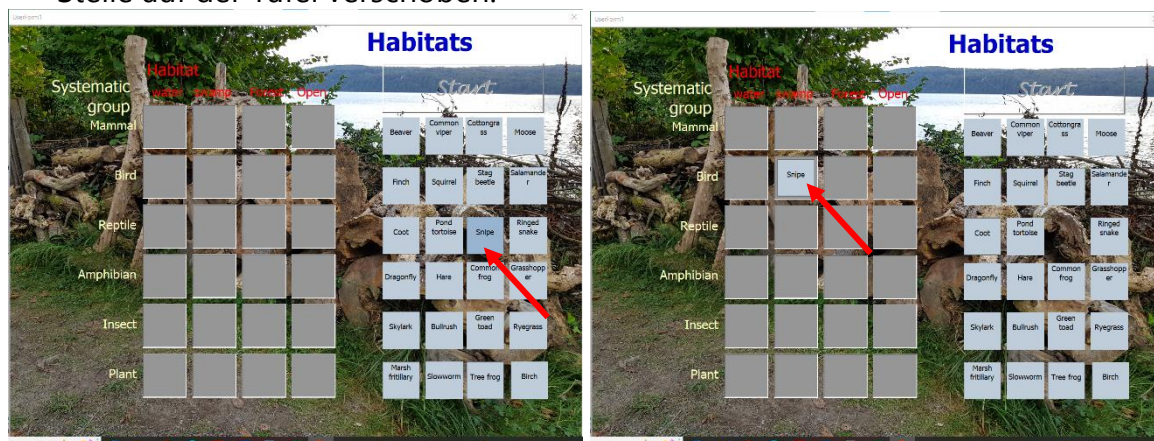 Stelle auf der Tafel verschoben.
UserForm1
Habitats
Habitat
Start
Systematic
group
water swamp Forest Open
Mammal
Beaver
Common
viper
Cottongra
ss
Moose
Bird
Finch
Squirrel
Stag
beetle
Salamande
r
Reptile
Coot
Pond
tortoise
Snipe
Ringed
snake
Amphibian
Dragonfly
Hare
Common
frog
Grasshopp
er
Insect
Skylark
Bullrush
Green
toad
Ryegrass
Plant
Marsh
fritillary
Slowworm
Tree frog
Birch
UserForm1
Habitats
Habitat
Start
Systematic
group
water swamp Forest Open
Mammal
Beaver
Common
viper
Cottongra
ss
Moose
Bird
Snipe
Finch
Squirrel
Stag
beetle
Salamande
r
Reptile
Coot
Pond
tortoise
Ringed
snake
Amphibian
Dragonfly
Hare
Common
frog
Grasshopp
er
Insect
Skylark
Bullrush
Green
toad
Ryegrass
Plant
Marsh
fritillary
Slowworm
Tree frog
Birch